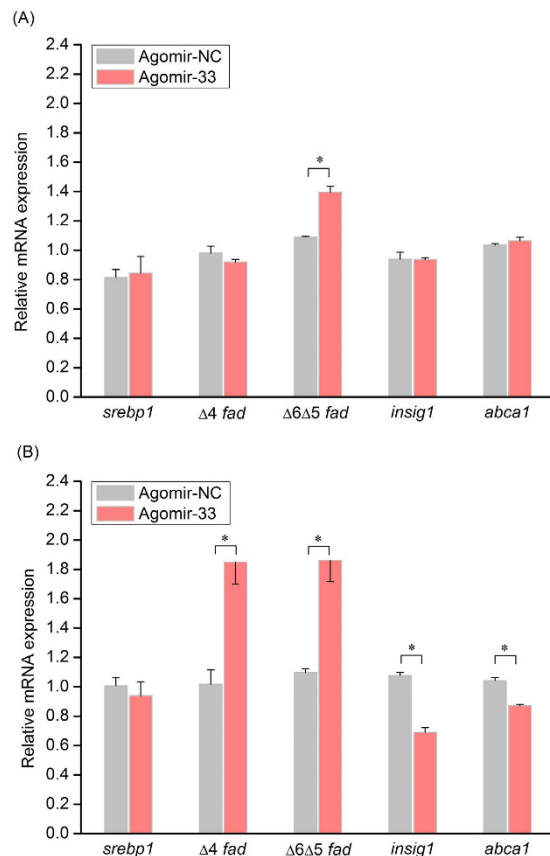 (A)
2.4
2.2
2.0
1.8
1.6
1.4
1.2
1.0
0.8
0.6
0.4
0.2
0.0
Relative mRNA expression
Agomir-NC
Agomir-33
*
srebp1 Δ4 fad Δ6Δ5 fad insig1 abca1
(B)
2.4
2.2
2.0
1.8
1.6
1.4
1.2
1.0
0.8
0.6
0.4
0.2
0.0
Relative mRNA expression
Agomir-NC
Agomir-33
* * * *
srebp1 Δ4 fad Δ6Δ5 fad insig1 abca1